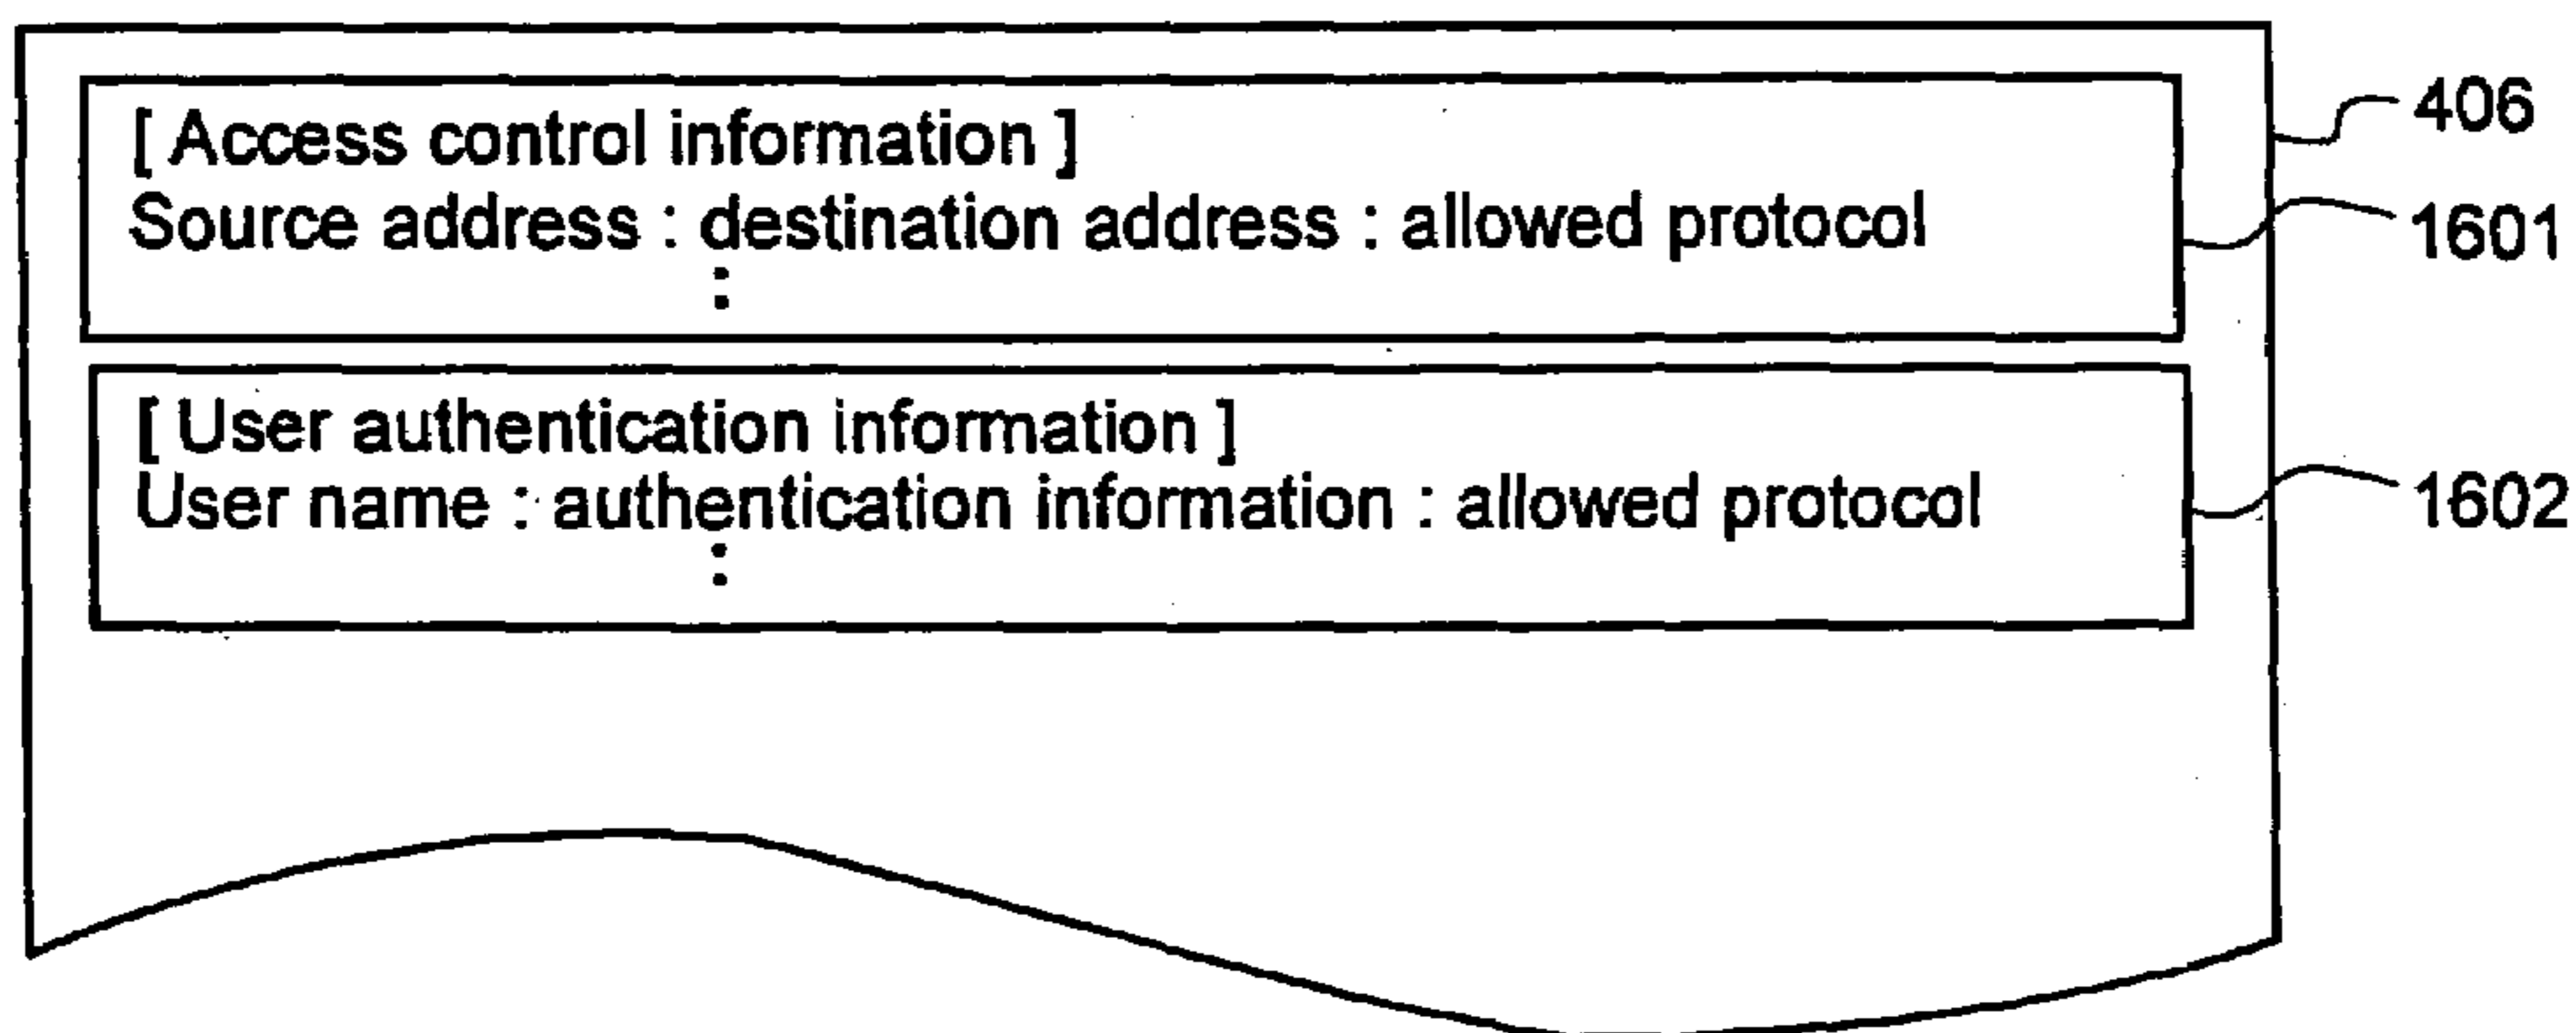 [ Access control information ]
Source address : destination address : allowed protocol
:
[ User authentication information ]
User name : authentication information : allowed protocol
:
406
1601
1602